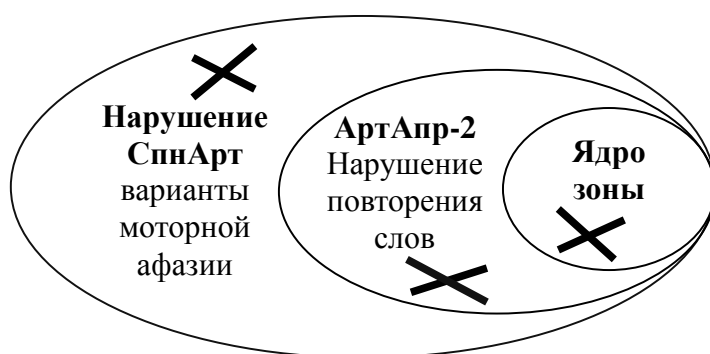 Нарушение
СпнАрт
варианты
моторной
афазии
АртАпр-2
Нарушение
повторения
слов
Ядро
зоны